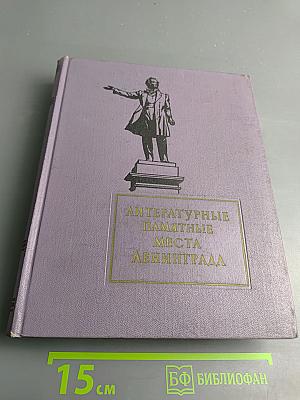 ЛИТЕРАТУРНЫЕ
ПАМЯТНЫЕ
МЕСТА
ЛЕНИНГРАДА
15 см
БФ БИБЛИОФАН